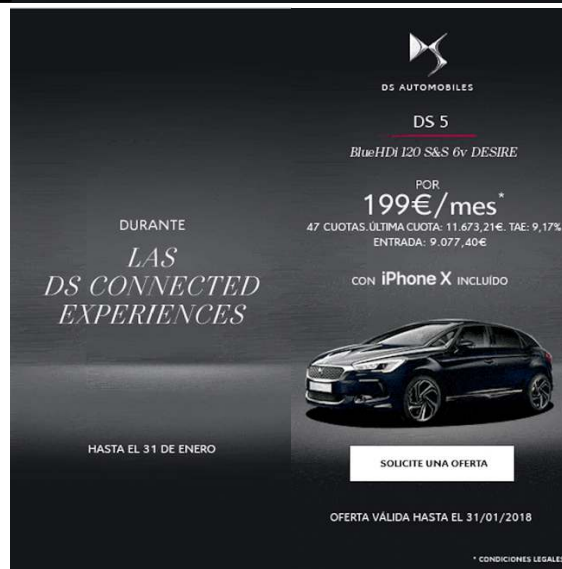 DURANTE
LAS
DS CONNECTED
EXPERIENCES
HASTA EL 31 DE ENERO
DS AUTOMOBILES
DS 5
BlueHDi 120 S&S 6v DESIRE
POR
199€/mes*
47 CUOTAS.ÚLTIMA CUOTA: 11.673,21€. TAE: 9,17%
ENTRADA: 9.077,40€
CON iPhone X INCLUÍDO
SOLICITE UNA OFERTA
OFERTA VÁLIDA HASTA EL 31/01/2018
* CONDICIONES LEGALES